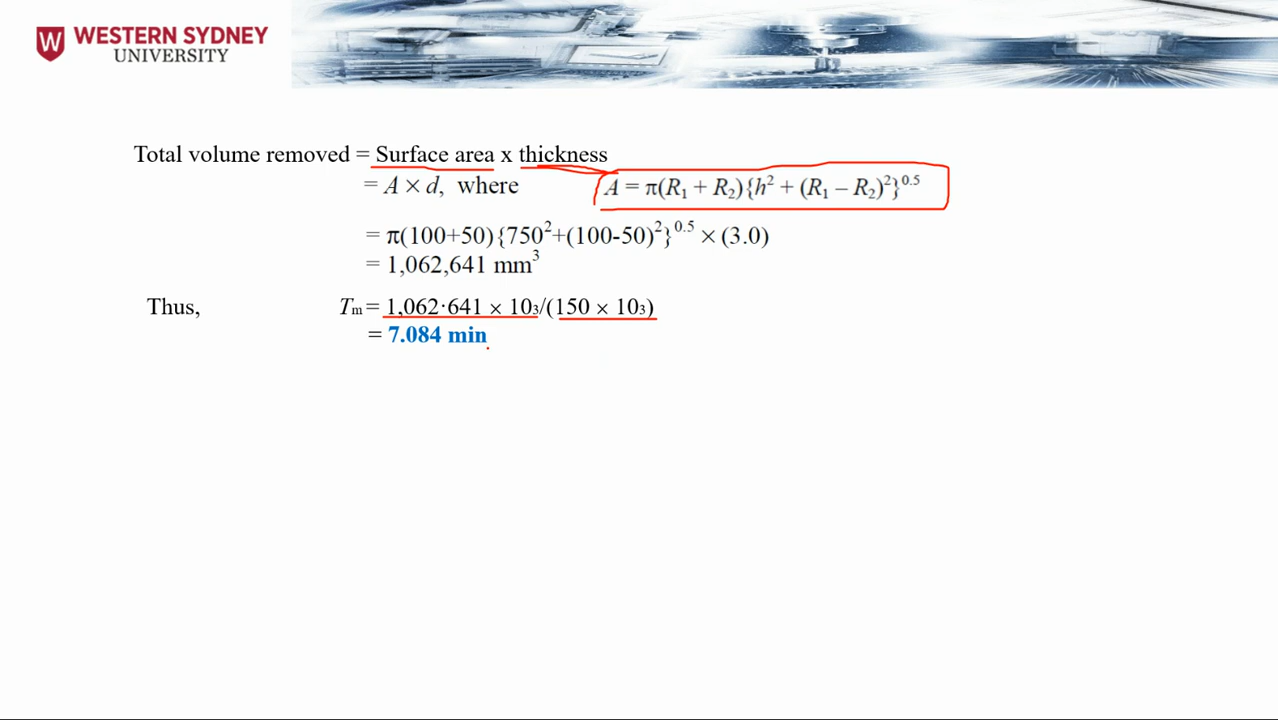 WESTERN SYDNEY
UNIVERSITY
Total volume removed = Surface area x thickness
= A × d, where A = π(R₁ + R₂){h² + (R₁ – R₂)²}⁰·⁵
= π(100+50){750²+(100-50)²}⁰·⁵ × (3.0)
= 1,062,641 mm³
Thus, Tm = 1,062·641 × 10³/(150 × 10³)
= 7.084 min